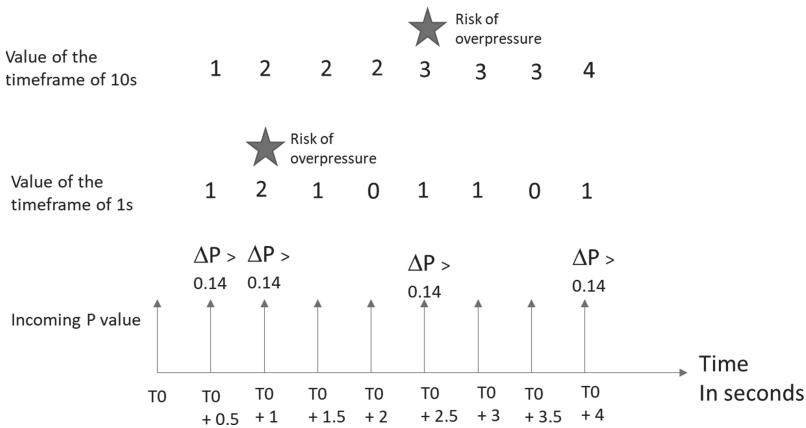 Risk of
overpressure
Value of the
timeframe of 10s
1 2 2 2 3 3 3 4
Risk of
overpressure
Value of the
timeframe of 1s
1 2 1 0 1 1 0 1
ΔP > ΔP > ΔP > ΔP >
0.14 0.14 0.14 0.14
Incoming P value
Time
In seconds
T0 T0 T0 T0 T0 T0 T0 T0 T0
+ 0.5 + 1 + 1.5 + 2 + 2.5 + 3 + 3.5 + 4